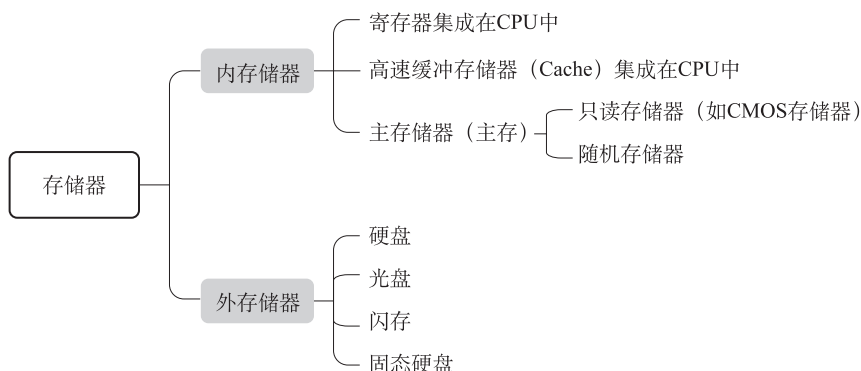 存储器
内存储器
寄存器集成在CPU中
高速缓冲存储器（Cache）集成在CPU中
主存储器（主存）
只读存储器（如CMOS存储器）
随机存储器
外存储器
硬盘
光盘
闪存
固态硬盘